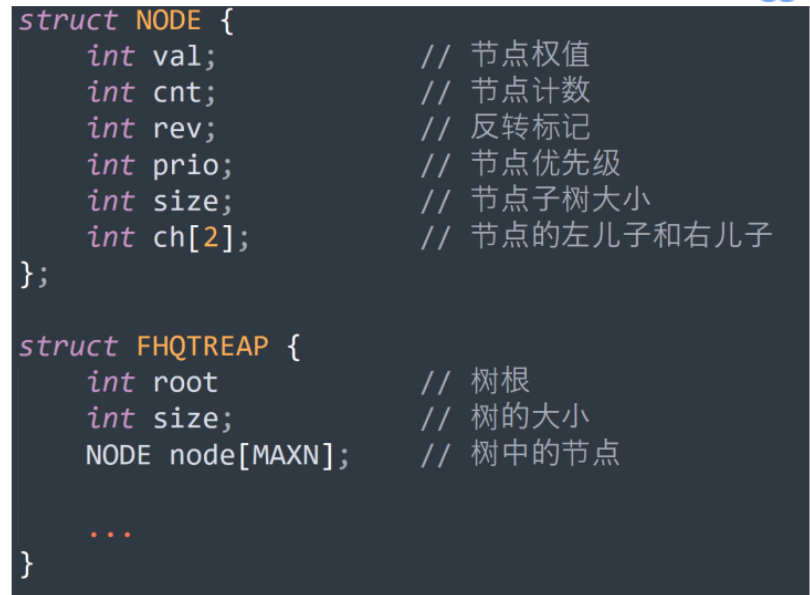 struct NODE {
    int val;            // 节点权值
    int cnt;            // 节点计数
    int rev;            // 反转标记
    int prio;           // 节点优先级
    int size;           // 节点子树大小
    int ch[2];          // 节点的左儿子和右儿子
};

struct FHQTREAP {
    int root            // 树根
    int size;           // 树的大小
    NODE node[MAXN];    // 树中的节点

    ...
}